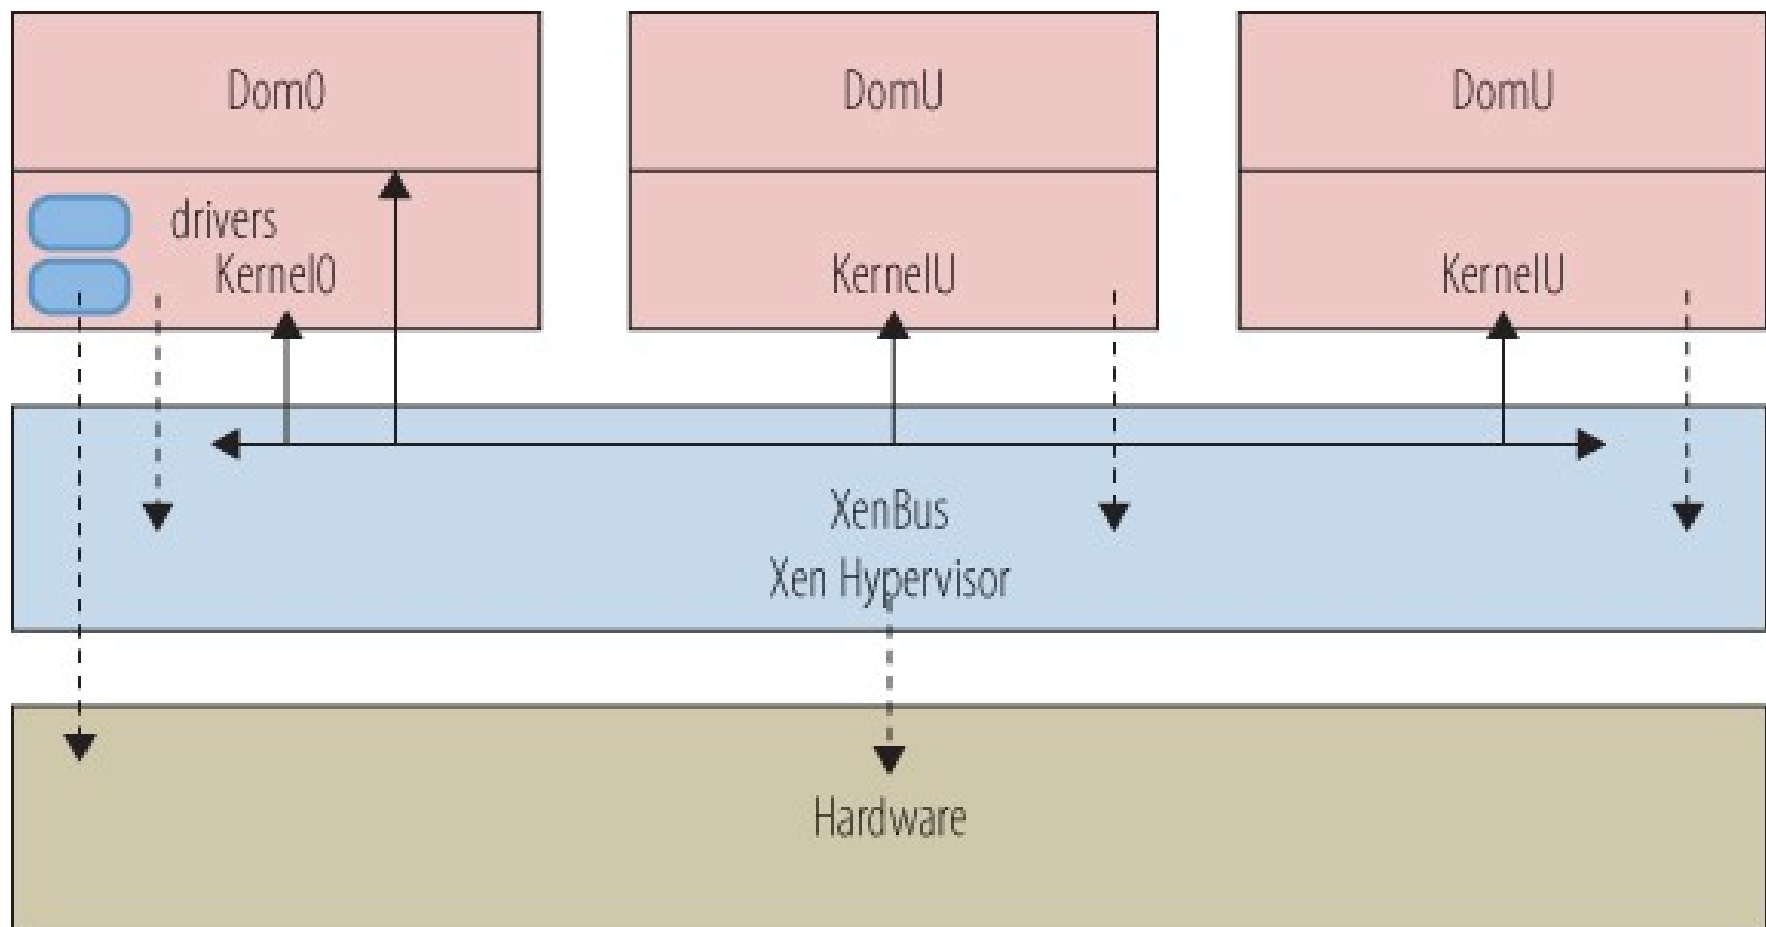 Dom0
DomU
DomU
drivers
Kernel0
KernelU
KernelU
XenBus
Xen Hypervisor
Hardware